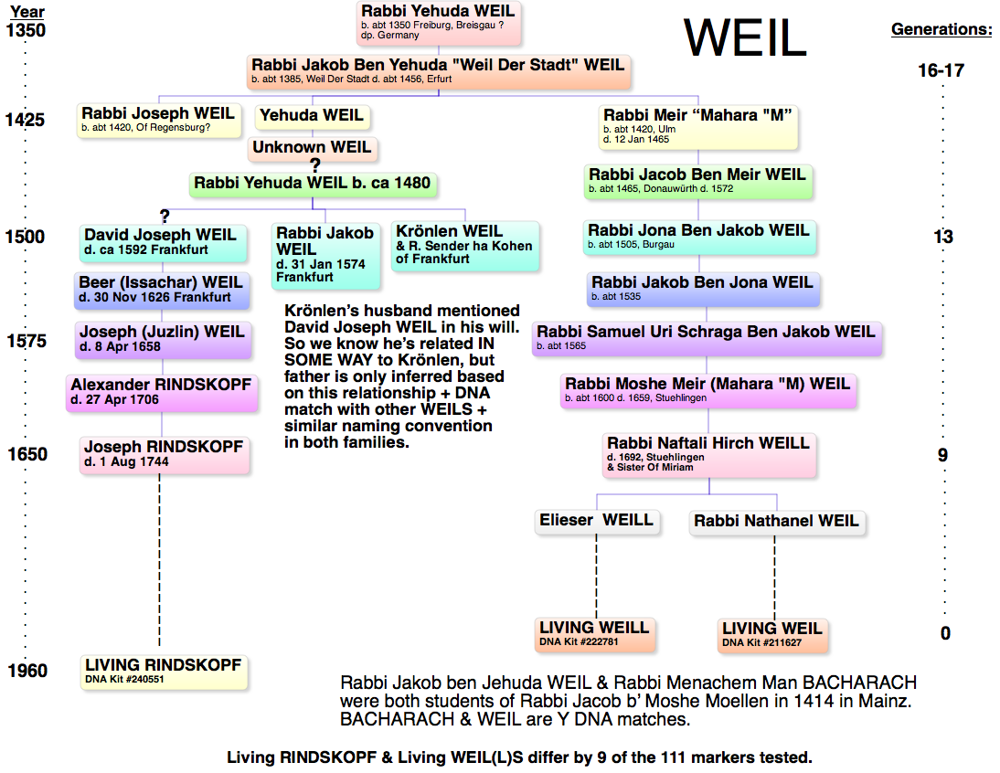 Year
1350
Rabbi Yehuda WEIL
b. abt 1350 Freiburg, Breisgau ?
dp. Germany
WEIL
Generations:
16-17
Rabbi Jakob Ben Yehuda "Weil Der Stadt" WEIL
b. abt 1385, Weil Der Stadt d. abt 1456, Erfurt
1425
Rabbi Joseph WEIL
b. abt 1420, Of Regensburg?
Yehuda WEIL
Unknown WEIL
?
Rabbi Yehuda WEIL b. ca 1480
Rabbi Meir “Mahara "M”
b. abt 1420, Ulm
d. 12 Jan 1465
Rabbi Jacob Ben Meir WEIL
b. abt 1465, Donauwürth d. 1572
1500
?
David Joseph WEIL
d. ca 1592 Frankfurt
Rabbi Jakob
WEIL
d. 31 Jan 1574
Frankfurt
Krönlen WEIL
& R. Sender ha Kohen
of Frankfurt
Rabbi Jona Ben Jakob WEIL
b. abt 1505, Burgau
13
Beer (Issachar) WEIL
d. 30 Nov 1626 Frankfurt
Rabbi Jakob Ben Jona WEIL
b. abt 1535
Krönlen’s husband mentioned
David Joseph WEIL in his will.
So we know he’s related IN
SOME WAY to Krönlen, but
father is only inferred based
on this relationship + DNA
match with other WEILS +
similar naming convention
in both families.
1575
Joseph (Juzlin) WEIL
d. 8 Apr 1658
Rabbi Samuel Uri Schraga Ben Jakob WEIL
b. abt 1565
Alexander RINDSKOPF
d. 27 Apr 1706
Rabbi Moshe Meir (Mahara "M) WEIL
b. abt 1600 d. 1659, Stuehlingen
1650
Joseph RINDSKOPF
d. 1 Aug 1744
Rabbi Naftali Hirch WEILL
d. 1692, Stuehlingen
& Sister Of Miriam
9
Elieser WEILL
Rabbi Nathanel WEIL
LIVING WEILL
DNA Kit #222781
LIVING WEIL
DNA Kit #211627
0
1960
LIVING RINDSKOPF
DNA Kit #240551
Rabbi Jakob ben Jehuda WEIL & Rabbi Menachem Man BACHARACH
were both students of Rabbi Jacob b’ Moshe Moellen in 1414 in Mainz.
BACHARACH & WEIL are Y DNA matches.
Living RINDSKOPF & Living WEIL(L)S differ by 9 of the 111 markers tested.